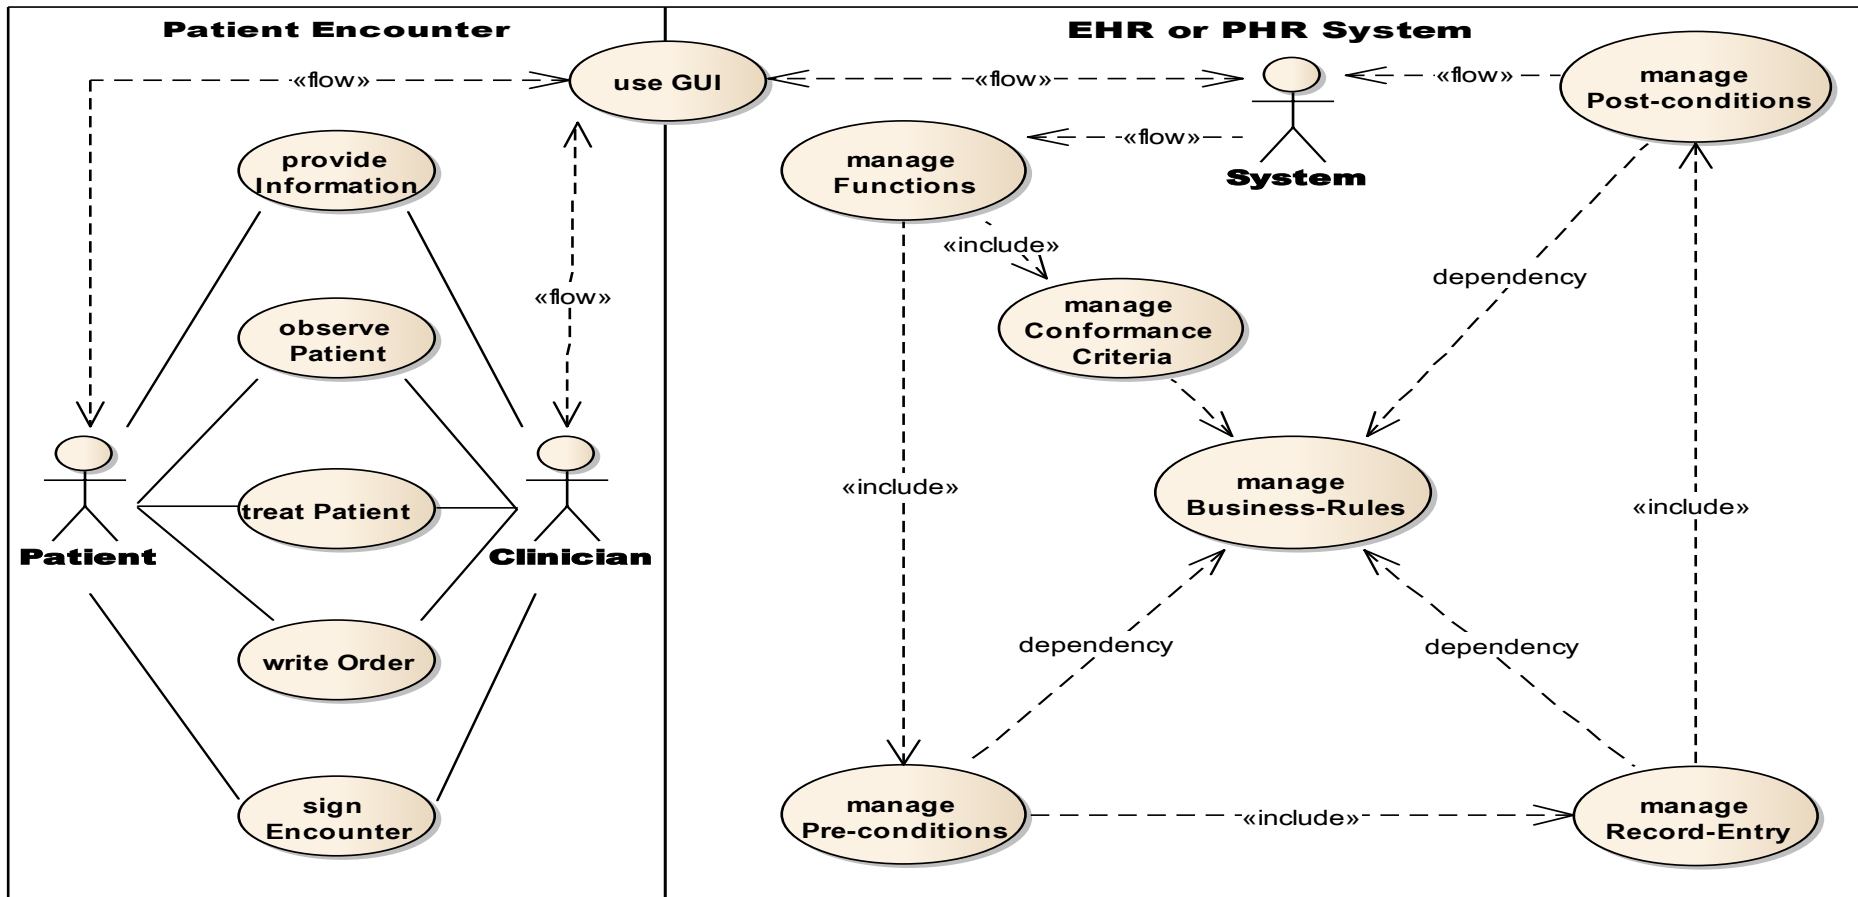 Patient Encounter
EHR or PHR System
«flow»
use GUI
«flow»
«flow»
manage
Post-conditions
provide
Information
manage
Functions
«flow»
System
«include»
«flow»
observe
Patient
manage
Conformance
Criteria
dependency
treat Patient
Patient
Clinician
«include»
manage
Business-Rules
«include»
write Order
dependency
dependency
sign
Encounter
manage
Pre-conditions
«include»
manage
Record-Entry